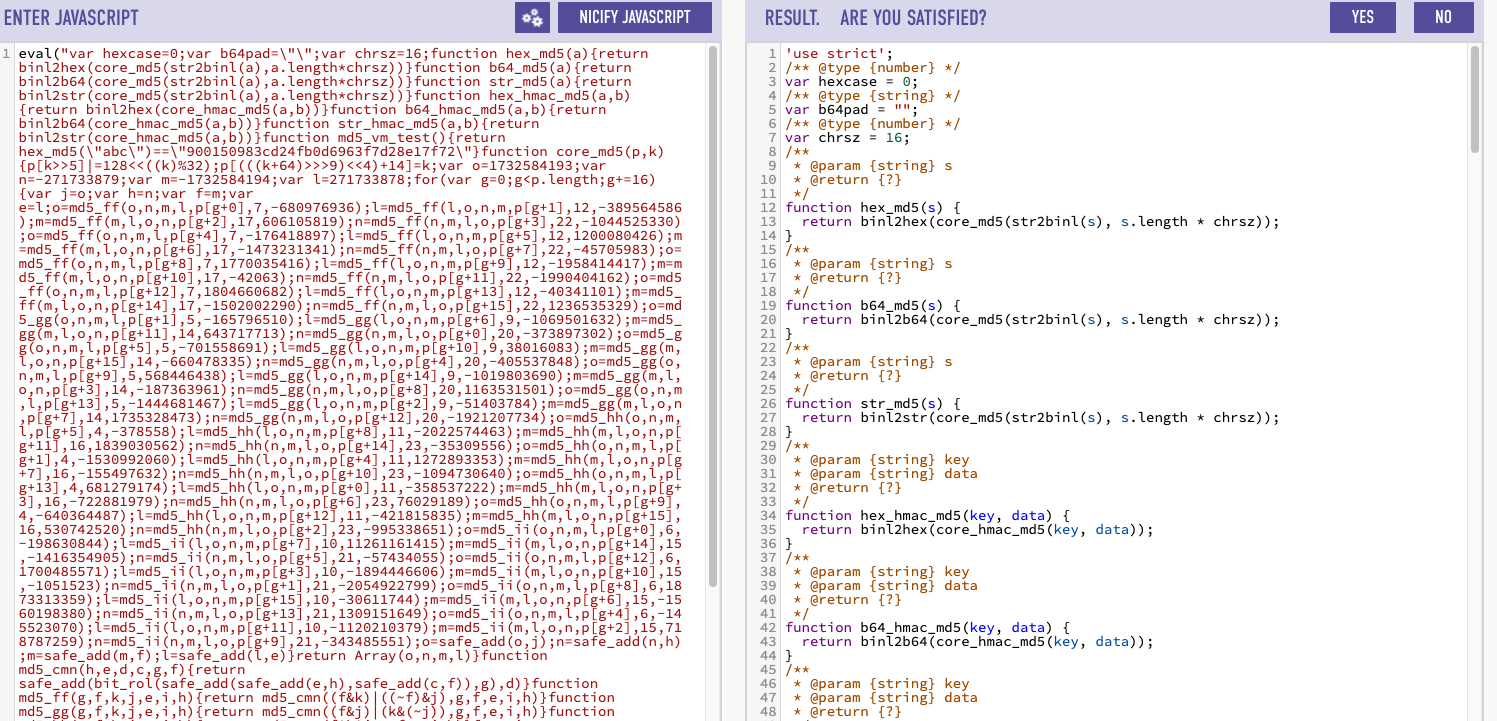 ENTER JAVASCRIPT
NICIFY JAVASCRIPT
1
eval("var hexcase=0;var b64pad=\"\";var chrsz=16;function hex_md5(a){return
binl2hex(core_md5(str2binl(a),a.length*chrsz))}function b64_md5(a){return
binl2b64(core_md5(str2binl(a),a.length*chrsz))}function str_md5(a){return
binl2str(core_md5(str2binl(a),a.length*chrsz))}function hex_hmac_md5(a,b)
{return binl2hex(core_hmac_md5(a,b))}function b64_hmac_md5(a,b){return
binl2b64(core_hmac_md5(a,b))}function str_hmac_md5(a,b){return
binl2str(core_hmac_md5(a,b))}function md5_vm_test(){return
hex_md5(\"abc\")==\"900150983cd24fb0d6963f7d28e17f72\"}function core_md5(p,k)
{p[k>>5]|=128<<((k)%32);p[(((k+64)>>>9)<<4)+14]=k;var o=1732584193;var
n=-271733879;var m=-1732584194;var l=271733878;for(var g=0;g<p.length;g+=16)
{var j=o;var h=n;var f=m;var
e=l;o=md5_ff(o,n,m,l,p[g+0],7,-680976936);l=md5_ff(l,o,n,m,p[g+1],12,-389564586
);m=md5_ff(m,l,o,n,p[g+2],17,606105819);n=md5_ff(n,m,l,o,p[g+3],22,-1044525330)
;o=md5_ff(o,n,m,l,p[g+4],7,-176418897);l=md5_ff(l,o,n,m,p[g+5],12,1200080426);m
=md5_ff(m,l,o,n,p[g+6],17,-1473231341);n=md5_ff(n,m,l,o,p[g+7],22,-45705983);o=
md5_ff(o,n,m,l,p[g+8],7,1770035416);l=md5_ff(l,o,n,m,p[g+9],12,-1958414417);m=m
d5_ff(m,l,o,n,p[g+10],17,-42063);n=md5_ff(n,m,l,o,p[g+11],22,-1990404162);o=md5
_ff(o,n,m,l,p[g+12],7,1804660682);l=md5_ff(l,o,n,m,p[g+13],12,-40341101);m=md5_
ff(m,l,o,n,p[g+14],17,-1502002290);n=md5_ff(n,m,l,o,p[g+15],22,1236535329);o=md
5_gg(o,n,m,l,p[g+1],5,-165796510);l=md5_gg(l,o,n,m,p[g+6],9,-1069501632);m=md5_
gg(m,l,o,n,p[g+11],14,643717713);n=md5_gg(n,m,l,o,p[g+0],20,-373897302);o=md5_g
g(o,n,m,l,p[g+5],5,-701558691);l=md5_gg(l,o,n,m,p[g+10],9,38016083);m=md5_gg(m,
l,o,n,p[g+15],14,-660478335);n=md5_gg(n,m,l,o,p[g+4],20,-405537848);o=md5_gg(o,
n,m,l,p[g+9],5,568446438);l=md5_gg(l,o,n,m,p[g+14],9,-1019803690);m=md5_gg(m,l,
o,n,p[g+3],14,-187363961);n=md5_gg(n,m,l,o,p[g+8],20,1163531501);o=md5_gg(o,n,m
,l,p[g+13],5,-1444681467);l=md5_gg(l,o,n,m,p[g+2],9,-51403784);m=md5_gg(m,l,o,n
,p[g+7],14,1735328473);n=md5_gg(n,m,l,o,p[g+12],20,-1921207734);o=md5_hh(o,n,m,
l,p[g+5],4,-378558);l=md5_hh(l,o,n,m,p[g+8],11,-2022574463);m=md5_hh(m,l,o,n,p[
g+11],16,1839030562);n=md5_hh(n,m,l,o,p[g+14],23,-35309556);o=md5_hh(o,n,m,l,p[
g+1],4,-1530992060);l=md5_hh(l,o,n,m,p[g+4],11,1272893353);m=md5_hh(m,l,o,n,p[g
+7],16,-155497632);n=md5_hh(n,m,l,o,p[g+10],23,-1094730640);o=md5_hh(o,n,m,l,p[
g+13],4,681279174);l=md5_hh(l,o,n,m,p[g+0],11,-358537222);m=md5_hh(m,l,o,n,p[g+
3],16,-722881979);n=md5_hh(n,m,l,o,p[g+6],23,76029189);o=md5_hh(o,n,m,l,p[g+9],
4,-640364487);l=md5_hh(l,o,n,m,p[g+12],11,-421815835);m=md5_hh(m,l,o,n,p[g+15],
16,530742520);n=md5_hh(n,m,l,o,p[g+2],23,-995338651);o=md5_ii(o,n,m,l,p[g+0],6,
-198630844);l=md5_ii(l,o,n,m,p[g+7],10,11261161415);m=md5_ii(m,l,o,n,p[g+14],15
,-1416354905);n=md5_ii(n,m,l,o,p[g+5],21,-57434055);o=md5_ii(o,n,m,l,p[g+12],6,
1700485571);l=md5_ii(l,o,n,m,p[g+3],10,-1894446606);m=md5_ii(m,l,o,n,p[g+10],15
,-1051523);n=md5_ii(n,m,l,o,p[g+1],21,-2054922799);o=md5_ii(o,n,m,l,p[g+8],6,18
73313359);l=md5_ii(l,o,n,m,p[g+15],10,-30611744);m=md5_ii(m,l,o,n,p[g+6],15,-15
60198380);n=md5_ii(n,m,l,o,p[g+13],21,1309151649);o=md5_ii(o,n,m,l,p[g+4],6,-14
5523070);l=md5_ii(l,o,n,m,p[g+11],10,-1120210379);m=md5_ii(m,l,o,n,p[g+2],15,71
8787259);n=md5_ii(n,m,l,o,p[g+9],21,-343485551);o=safe_add(o,j);n=safe_add(n,h)
;m=safe_add(m,f);l=safe_add(l,e)}return Array(o,n,m,l)}function
md5_cmn(h,e,d,c,g,f){return
safe_add(bit_rol(safe_add(safe_add(e,h),safe_add(c,f)),g),d)}function
md5_ff(g,f,k,j,e,i,h){return md5_cmn((f&k)|((~f)&j),g,f,e,i,h)}function
md5_gg(g,f,k,j,e,i,h){return md5_cmn((f&j)|(k&(~j)),g,f,e,i,h)}function
RESULT. ARE YOU SATISFIED?
YES
NO
1 'use strict';
2 /** @type {number} */
3 var hexcase = 0;
4 /** @type {string} */
5 var b64pad = "";
6 /** @type {number} */
7 var chrsz = 16;
8 /**
9 * @param {string} s
10 * @return {?}
11 */
12 function hex_md5(s) {
13 return binl2hex(core_md5(str2binl(s), s.length * chrsz));
14 }
15 /**
16 * @param {string} s
17 * @return {?}
18 */
19 function b64_md5(s) {
20 return binl2b64(core_md5(str2binl(s), s.length * chrsz));
21 }
22 /**
23 * @param {string} s
24 * @return {?}
25 */
26 function str_md5(s) {
27 return binl2str(core_md5(str2binl(s), s.length * chrsz));
28 }
29 /**
30 * @param {string} key
31 * @param {string} data
32 * @return {?}
33 */
34 function hex_hmac_md5(key, data) {
35 return binl2hex(core_hmac_md5(key, data));
36 }
37 /**
38 * @param {string} key
39 * @param {string} data
40 * @return {?}
41 */
42 function b64_hmac_md5(key, data) {
43 return binl2b64(core_hmac_md5(key, data));
44 }
45 /**
46 * @param {string} key
47 * @param {string} data
48 * @return {?}